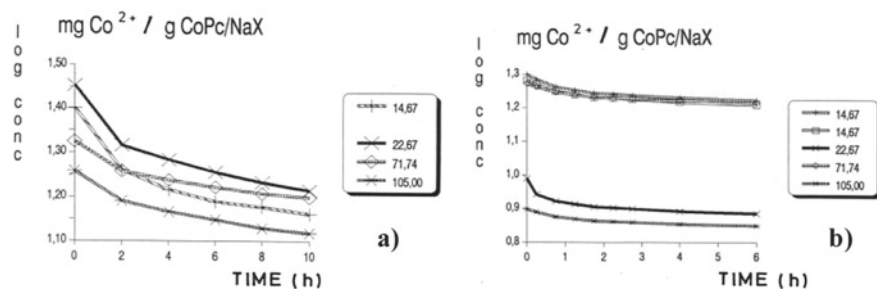 mg Co 2+ / g CoPc/NaX
log conc
1,50
1,40
1,30
1,20
1,10
0 2 4 6 8 10
TIME (h)
14,67
22,67
71,74
105,00
a)
mg Co 2+ / g CoPc/NaX
log conc
1,3
1,2
1,1
1,0
0,9
0,8
0 1 2 3 4 5 6
TIME (h)
14,67
14,67
22,67
71,74
105,00
b)